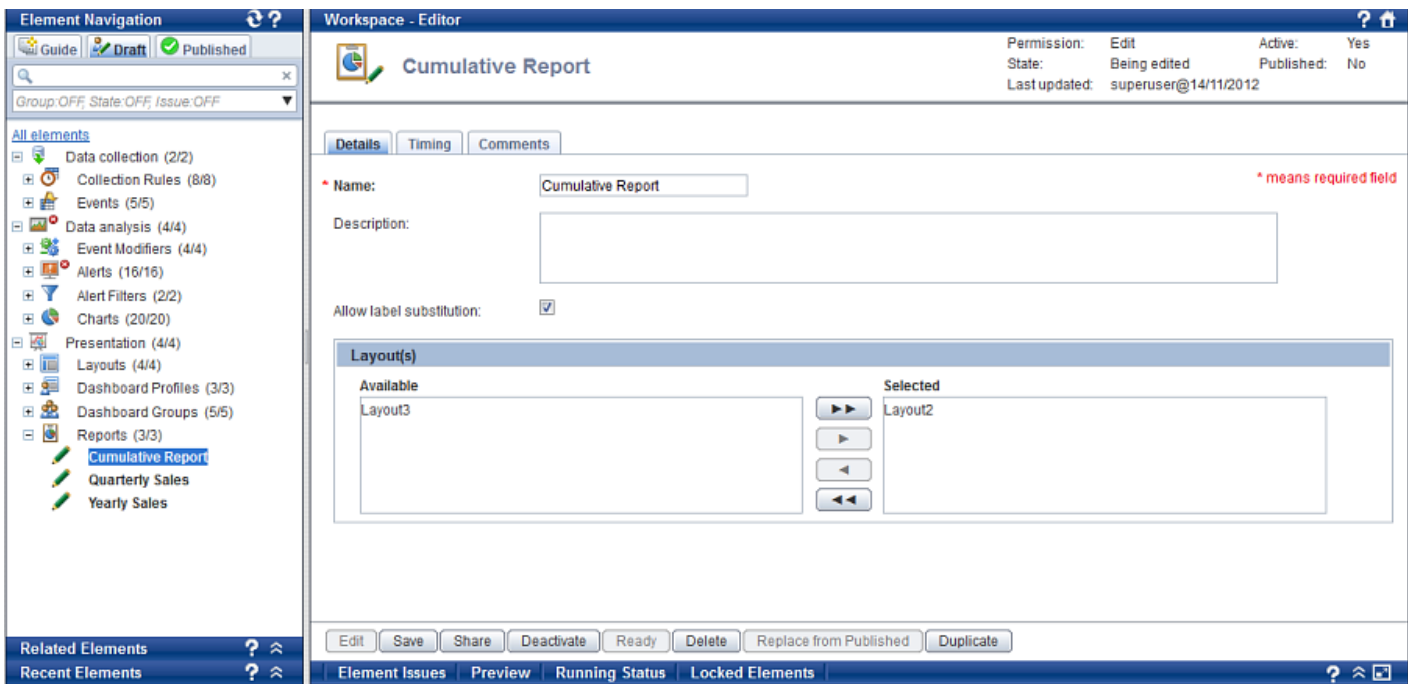 Element Navigation ?
Guide Draft Published
×
Group:OFF, State:OFF, Issue:OFF
All elements
Data collection (2/2)
Collection Rules (8/8)
Events (5/5)
Data analysis (4/4)
Event Modifiers (4/4)
Alerts (16/16)
Alert Filters (2/2)
Charts (20/20)
Presentation (4/4)
Layouts (4/4)
Dashboard Profiles (3/3)
Dashboard Groups (5/5)
Reports (3/3)
Cumulative Report
Quarterly Sales
Yearly Sales
Related Elements ?
Recent Elements ?
Workspace - Editor ?
Cumulative Report
Permission: Edit Active: Yes
State: Being edited Published: No
Last updated: superuser@14/11/2012
Details Timing Comments
* Name: Cumulative Report * means required field
Description:
Allow label substitution:
Layout(s)
Available Selected
Layout3 Layout2
Edit Save Share Deactivate Ready Delete Replace from Published Duplicate
Element Issues Preview Running Status Locked Elements ?